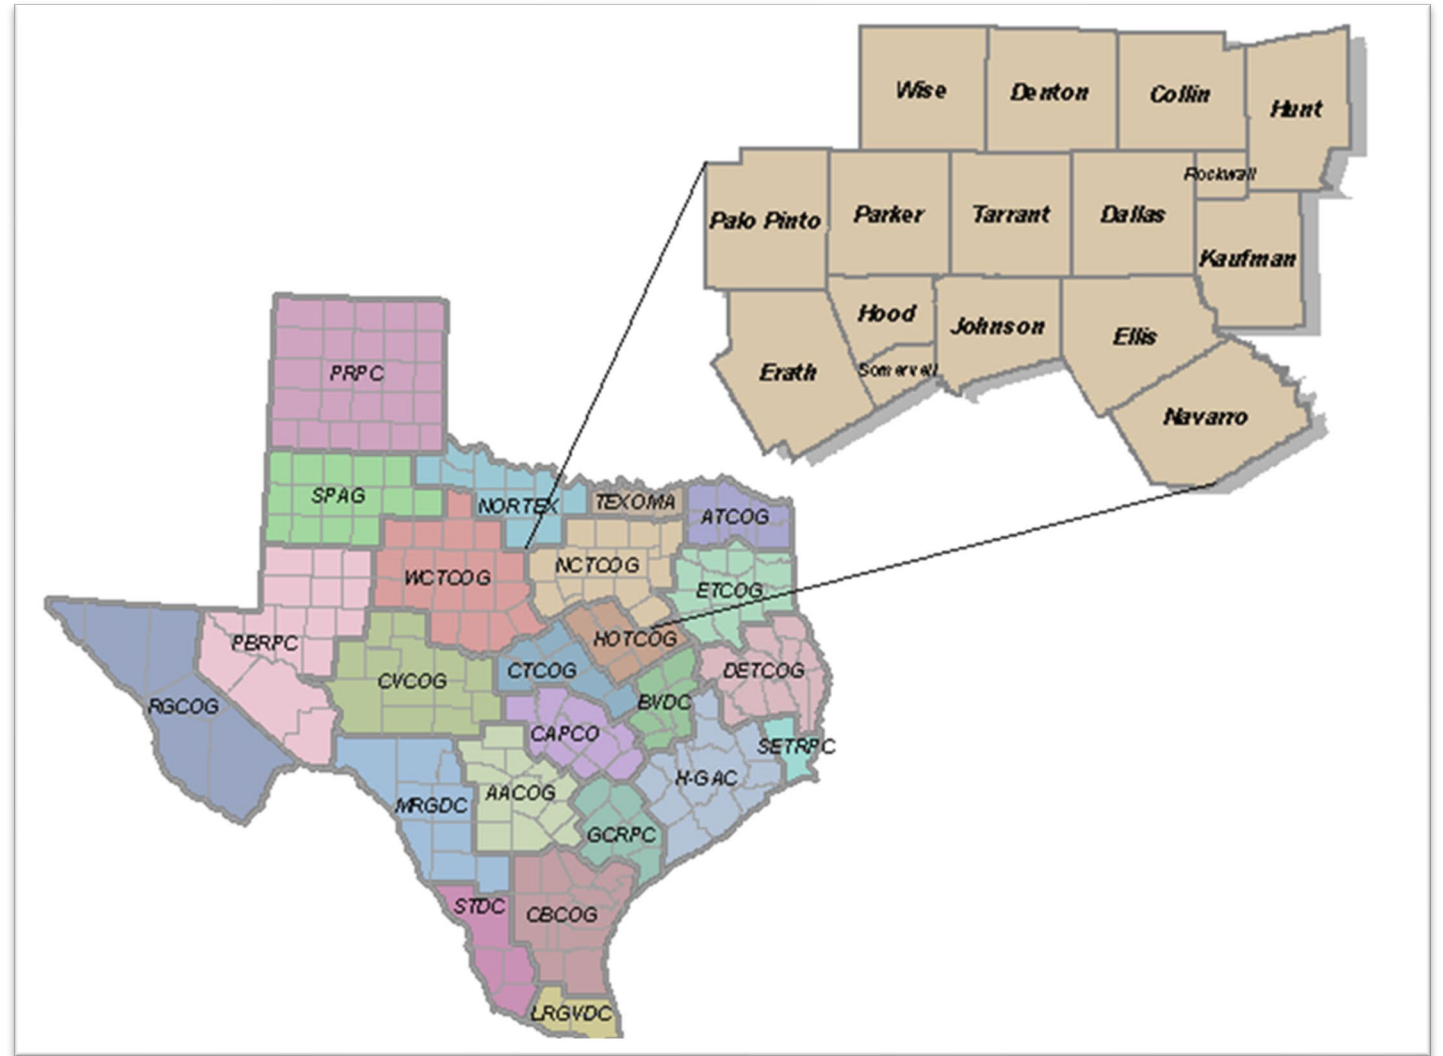 Wise
Denton
Collin
Hunt
Rockwall
Palo Pinto
Parker
Tarrant
Dallas
Kaufman
Hood
Johnson
Ellis
Erath
Somervell
Navarro
PRPC
SPAG
NORTEX
TEXOMA
ATCOG
WCTCOG
NCTCOG
ETCOG
PBRPC
HOTCOG
CTCOG
DETCOG
CVCOG
RGCOG
BVDC
CAPCO
SETRPC
H-GAC
AACOG
MRGDC
GCRPC
STDC
CBCOG
LRGVDC